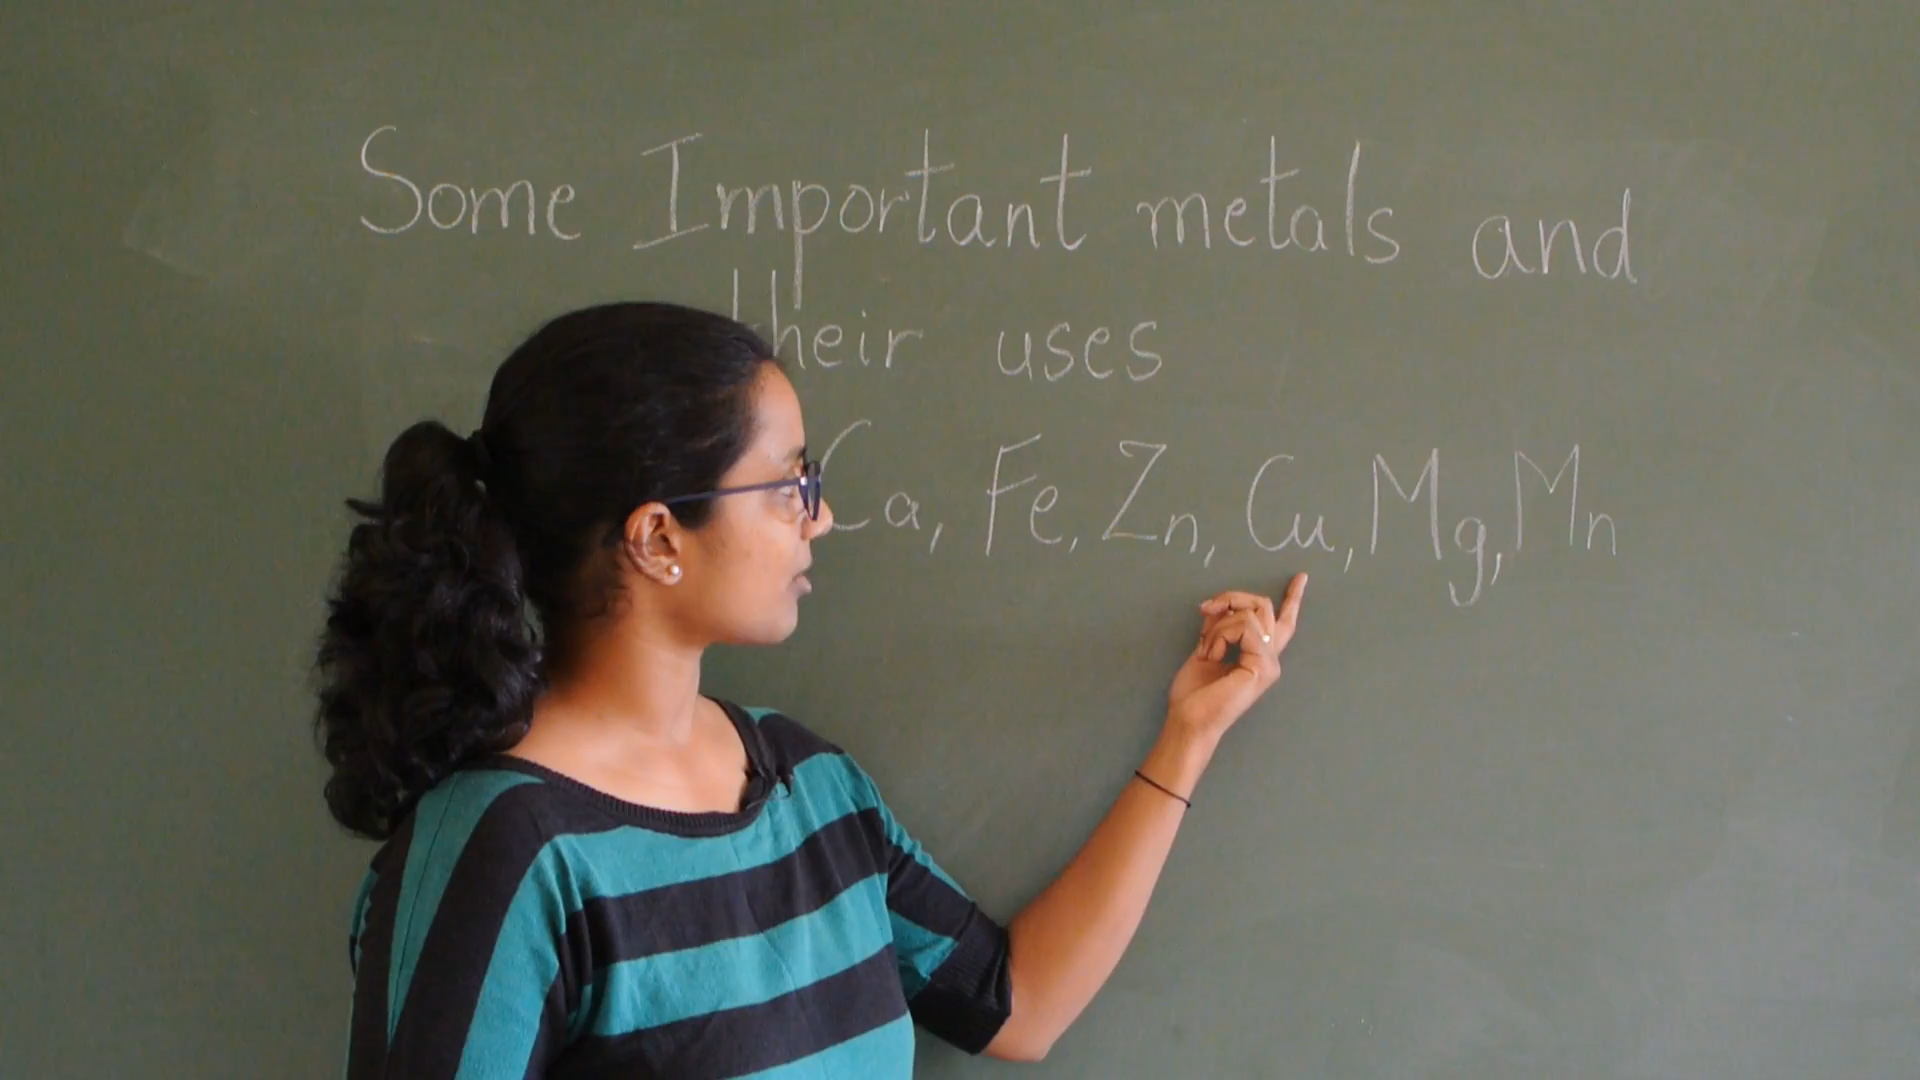 Some Important metals and
their uses
Ca, Fe, Zn, Cu, Mg, Mn